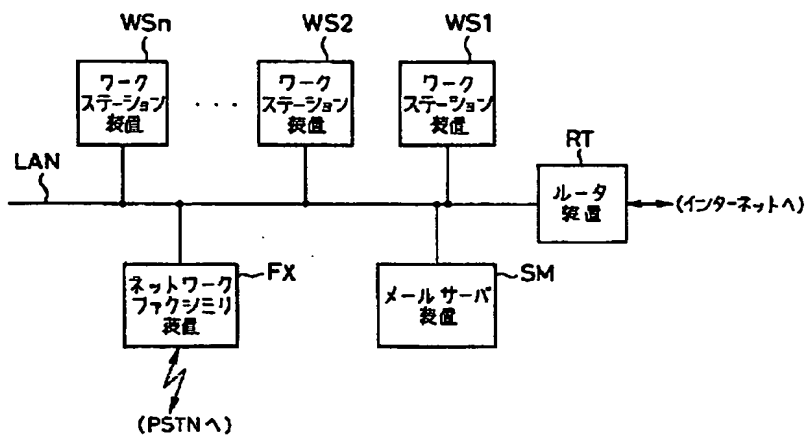 WSn
WS2
WS1
ワーク
ステーション
装置
. . .
ワーク
ステーション
装置
ワーク
ステーション
装置
RT
LAN
ルータ
装置
(インターネットへ)
FX
SM
ネットワーク
ファクシミリ
装置
メールサーバ
装置
(PSTNへ)